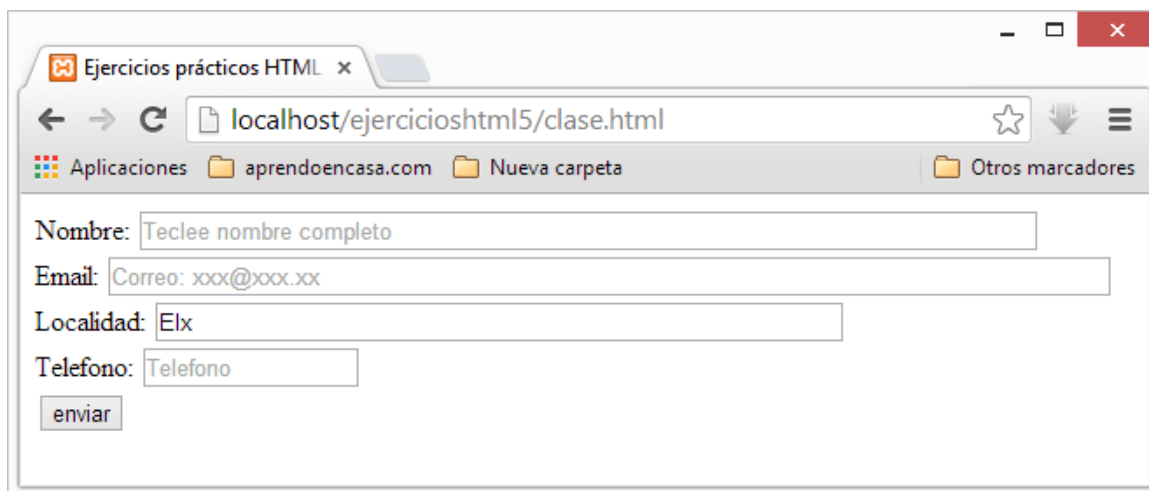 Ejercicios prácticos HTML
localhost/ejercicioshtml5/clase.html
Aplicaciones aprendoencasa.com Nueva carpeta Otros marcadores
Nombre: Teclee nombre completo
Email: Correo: xxx@xxx.xx
Localidad: Elx
Telefono: Telefono
enviar